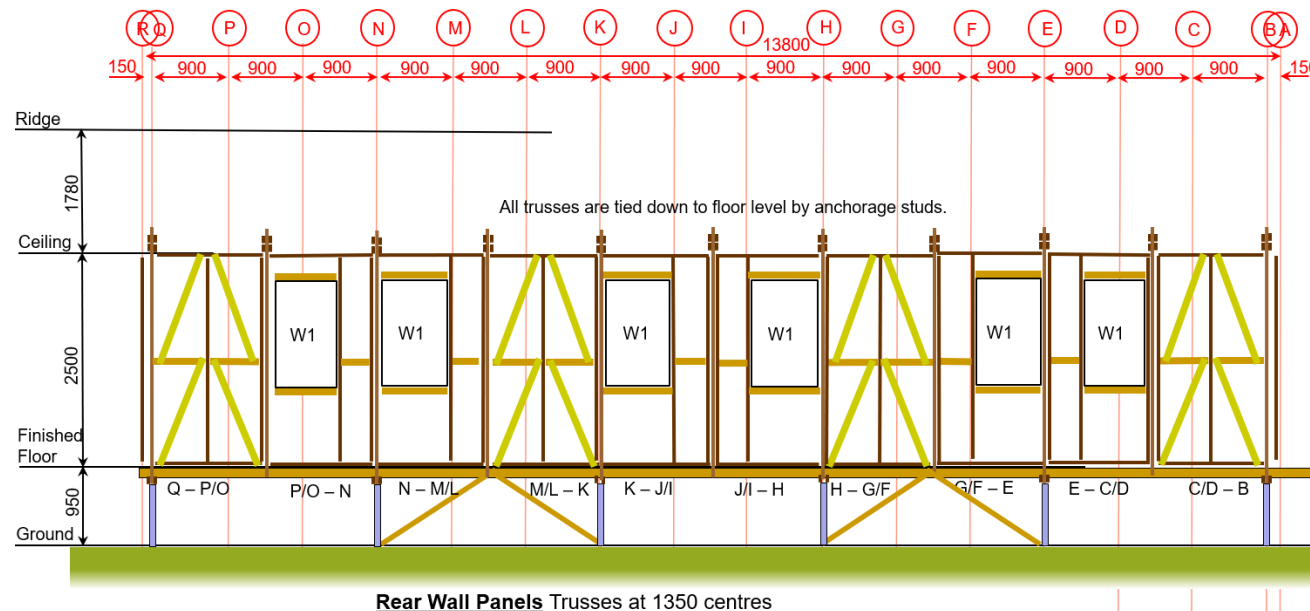 R Q P O N M L K J I H G F E D C B A
13800
150 900 900 900 900 900 900 900 900 900 900 900 900 900 900 900 150
Ridge
1780
All trusses are tied down to floor level by anchorage studs.
Ceiling
W1 W1 W1 W1 W1 W1
2500
Finished
Floor
Q – P/O P/O – N N – M/L M/L – K K – J/I J/I – H H – G/F G/F – E E – C/D C/D – B
950
Ground
Rear Wall Panels Trusses at 1350 centres